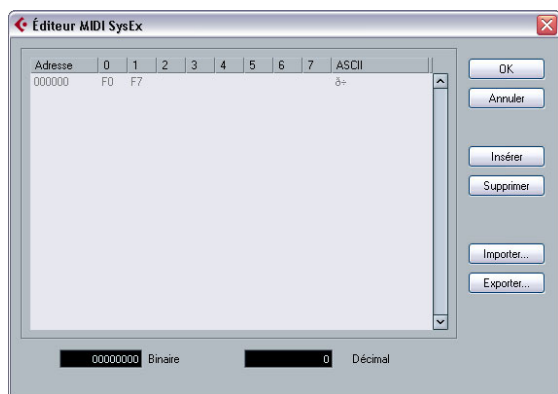 Éditeur MIDI SysEx
Adresse 0 1 2 3 4 5 6 7 ASCII
000000 F0 F7 ð÷
OK
Annuler
Insérer
Supprimer
Importer...
Exporter...
00000000 Binaire 0 Décimal